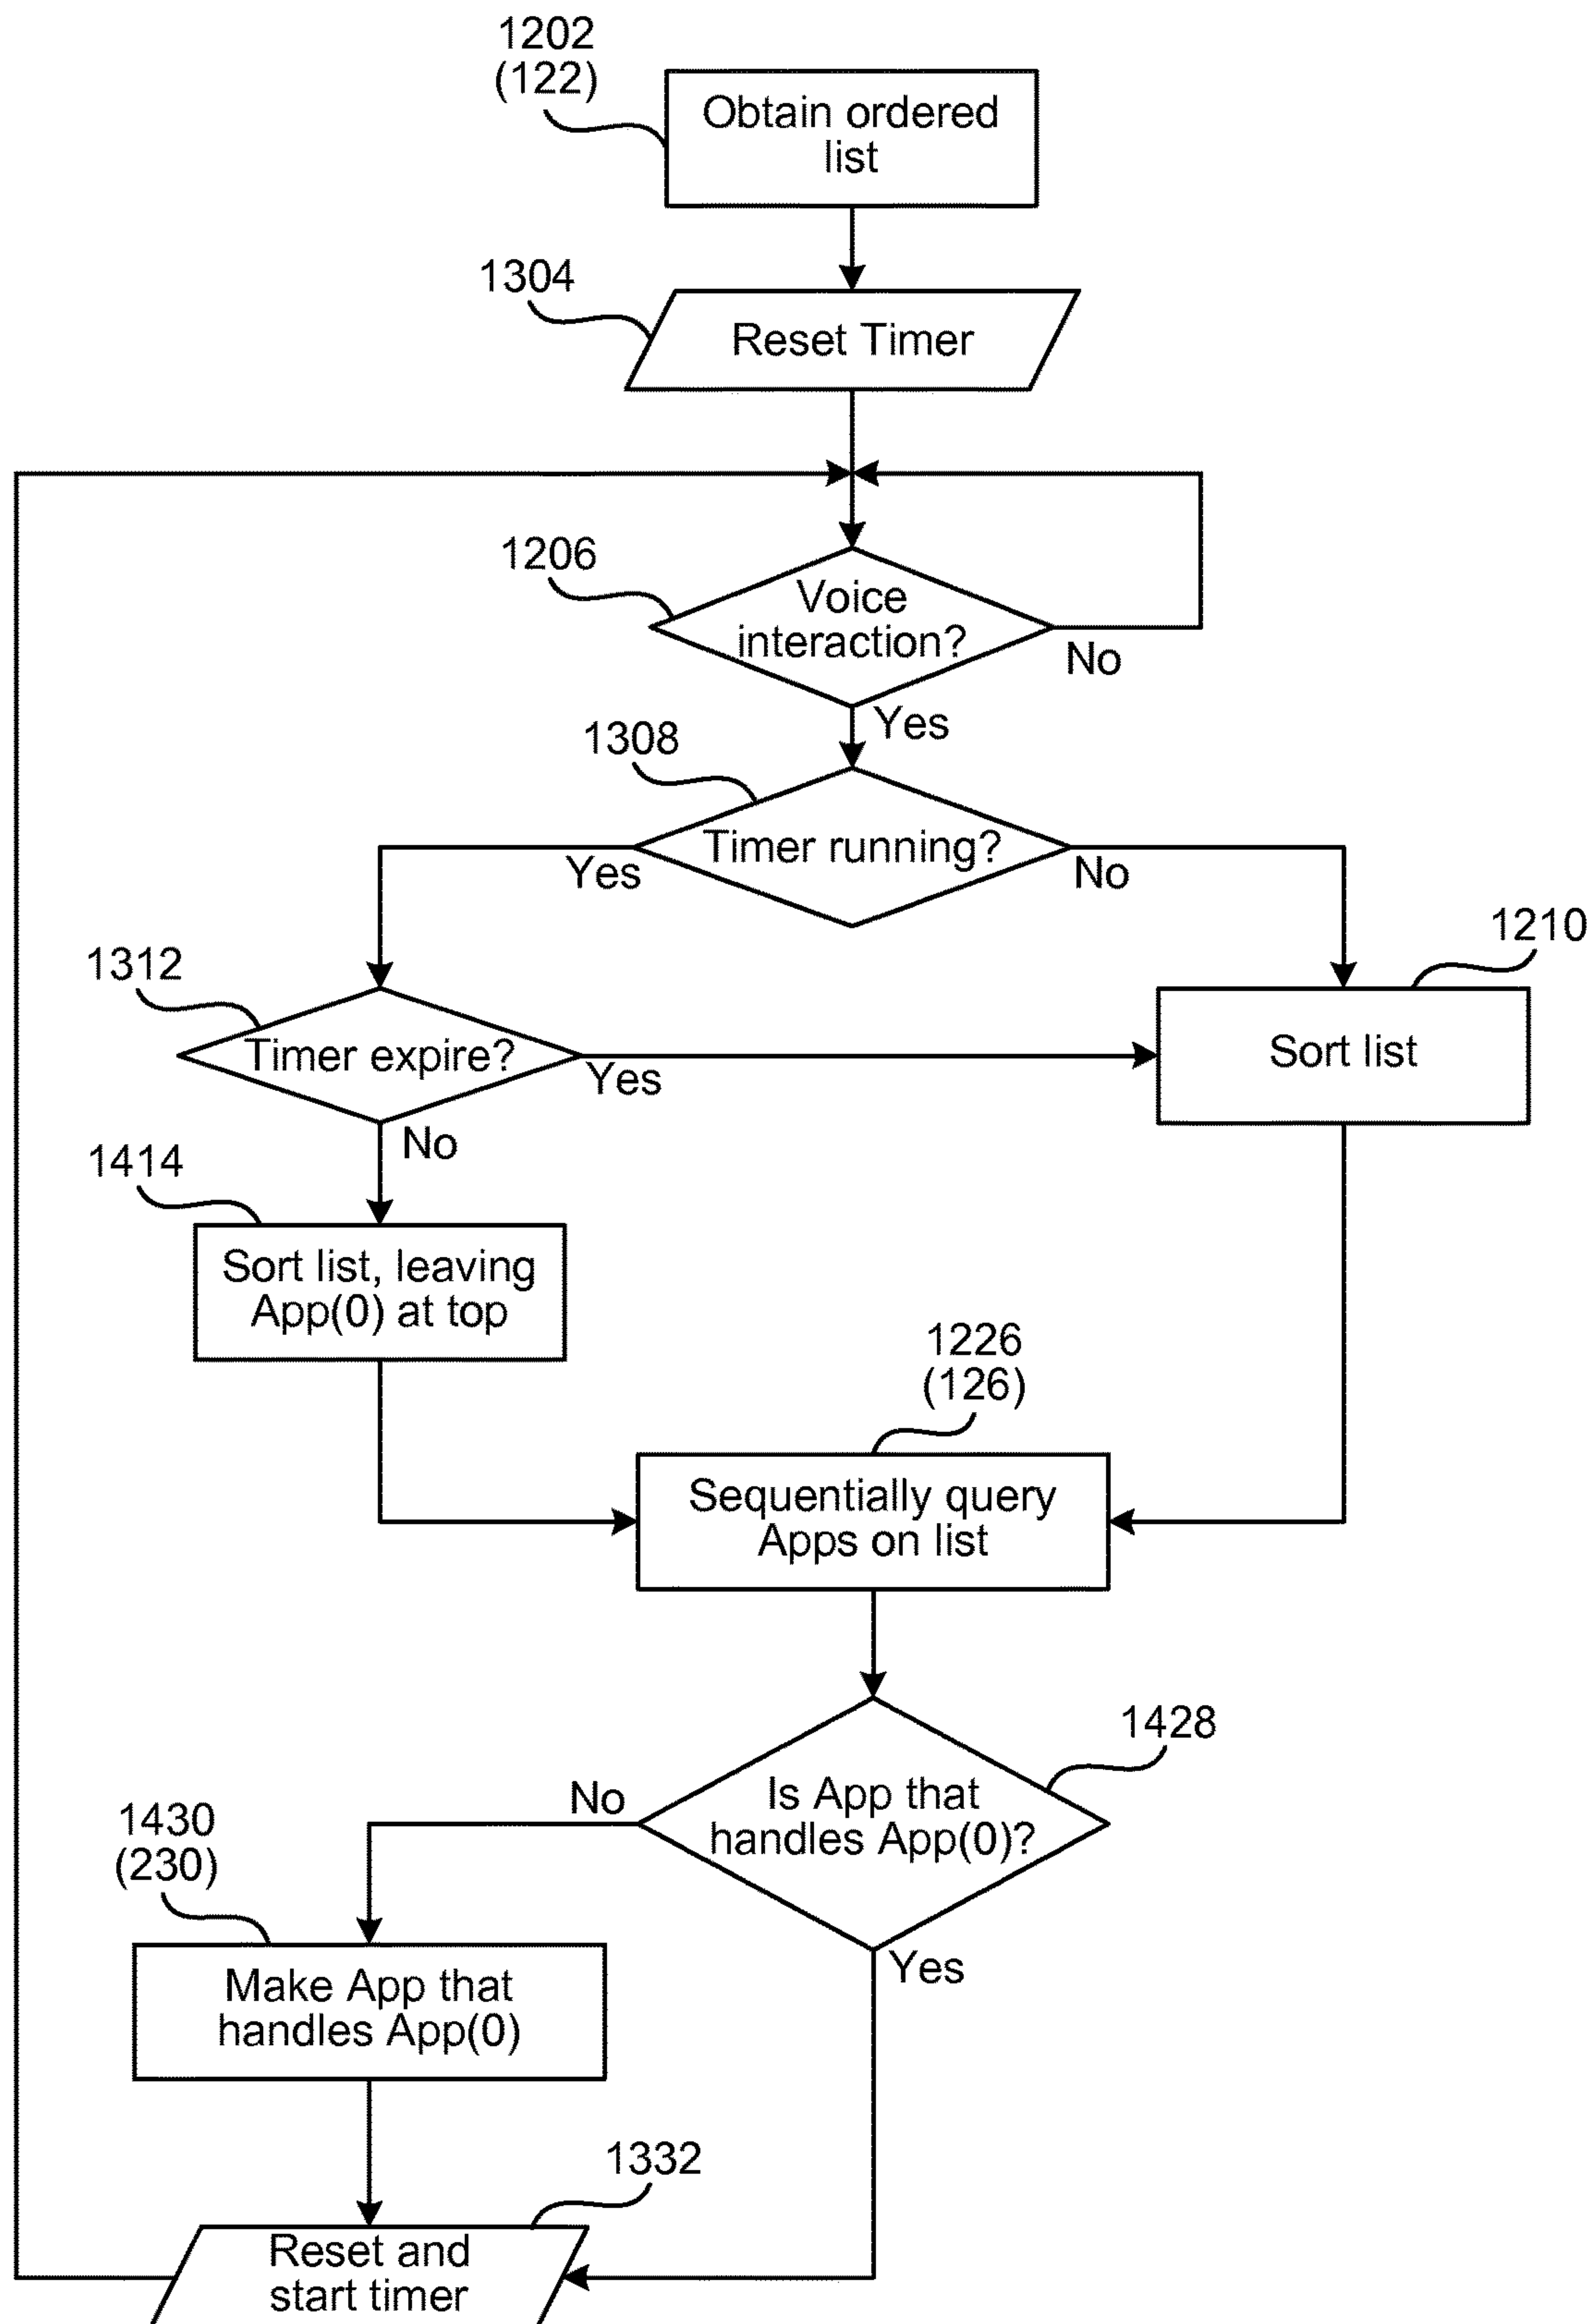 1202
(122)
Obtain ordered
list
1304
Reset Timer
1206
Voice
interaction?
No
Yes
1308
Timer running?
Yes
No
1312
1210
Timer expire?
Yes
Sort list
No
1414
Sort list, leaving
App(0) at top
1226
(126)
Sequentially query
Apps on list
1428
No
Is App that
handles App(0)?
1430
(230)
Yes
Make App that
handles App(0)
1332
Reset and
start timer